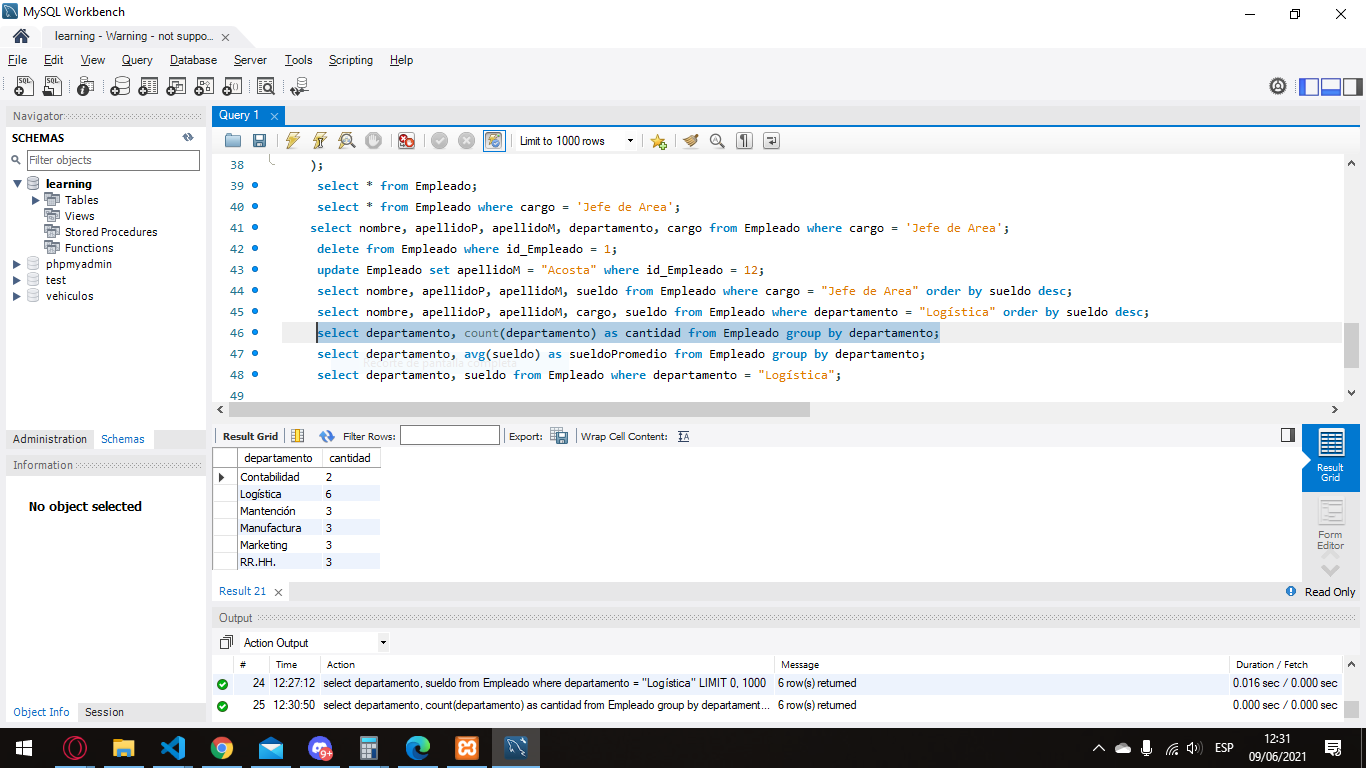 MySQL Workbench
learning - Warning - not suppo...
File Edit View Query Database Server Tools Scripting Help
Navigator
SCHEMAS
Filter objects
learning
Tables
Views
Stored Procedures
Functions
phpmyadmin
test
vehiculos
Administration Schemas
Information
No object selected
Object Info Session
Query 1
Limit to 1000 rows
38 );
39 select * from Empleado;
40 select * from Empleado where cargo = 'Jefe de Area';
41 select nombre, apellidoP, apellidoM, departamento, cargo from Empleado where cargo = 'Jefe de Area';
42 delete from Empleado where id_Empleado = 1;
43 update Empleado set apellidoM = "Acosta" where id_Empleado = 12;
44 select nombre, apellidoP, apellidoM, sueldo from Empleado where cargo = "Jefe de Area" order by sueldo desc;
45 select nombre, apellidoP, apellidoM, cargo, sueldo from Empleado where departamento = "Logística" order by sueldo desc;
46 select departamento, count(departamento) as cantidad from Empleado group by departamento;
47 select departamento, avg(sueldo) as sueldoPromedio from Empleado group by departamento;
48 select departamento, sueldo from Empleado where departamento = "Logística";
49
Result Grid Filter Rows: Export: Wrap Cell Content:
departamento cantidad
Contabilidad 2
Logística 6
Mantención 3
Manufactura 3
Marketing 3
RR.HH. 3
Result Grid
Form Editor
Result 21
Read Only
Output
Action Output
# Time Action Message Duration / Fetch
24 12:27:12 select departamento, sueldo from Empleado where departamento = "Logística" LIMIT 0, 1000 6 row(s) returned 0.016 sec / 0.000 sec
25 12:30:50 select departamento, count(departamento) as cantidad from Empleado group by departament... 6 row(s) returned 0.000 sec / 0.000 sec
9+
ESP
12:31
09/06/2021